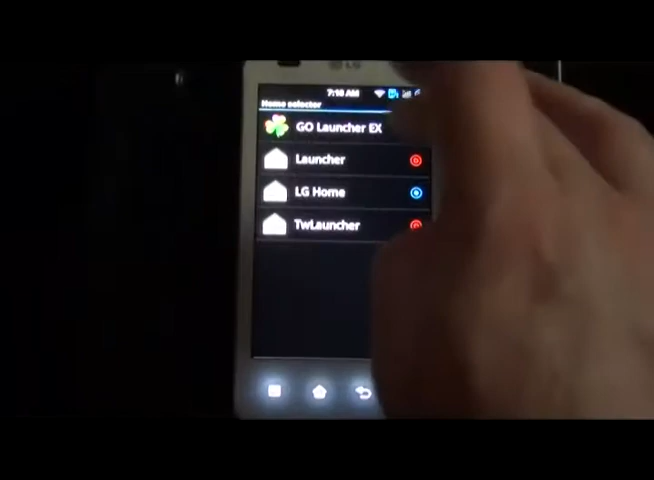 LG
7:18 AM
Home selector
GO Launcher EX
Launcher
LG Home
TwLauncher